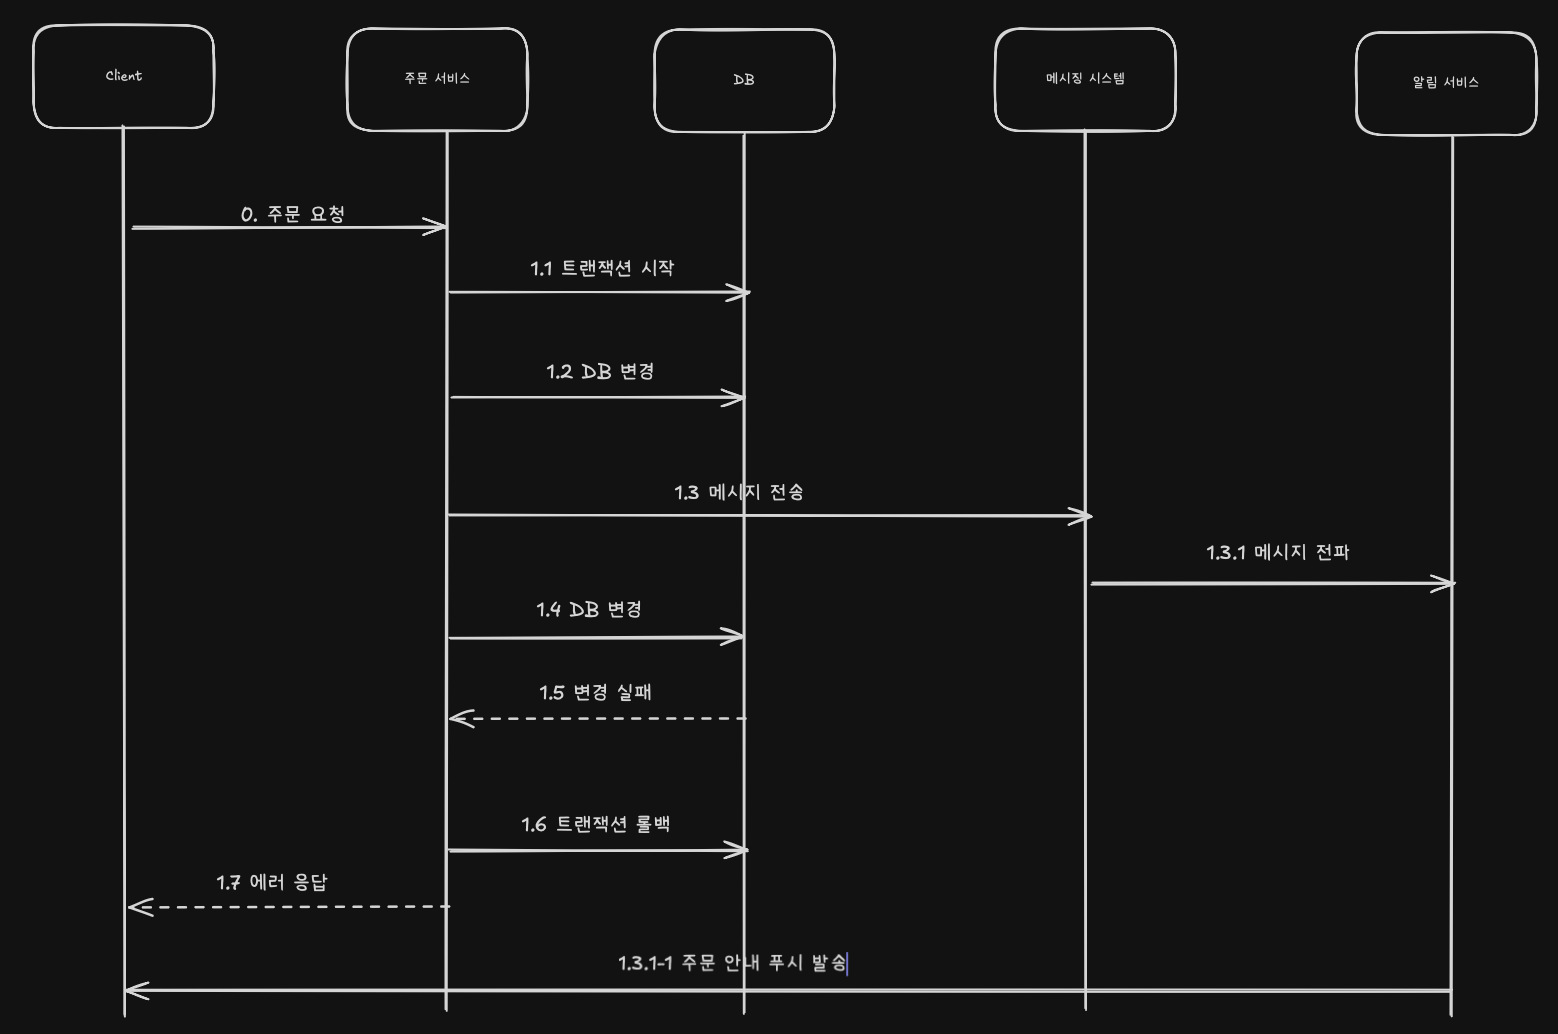 Client
주문 서비스
DB
메시징 시스템
알림 서비스
0. 주문 요청
1.1 트랜잭션 시작
1.2 DB 변경
1.3 메시지 전송
1.3.1 메시지 전파
1.4 DB 변경
1.5 변경 실패
1.6 트랜잭션 롤백
1.7 에러 응답
1.3.1-1 주문 안내 푸시 발송